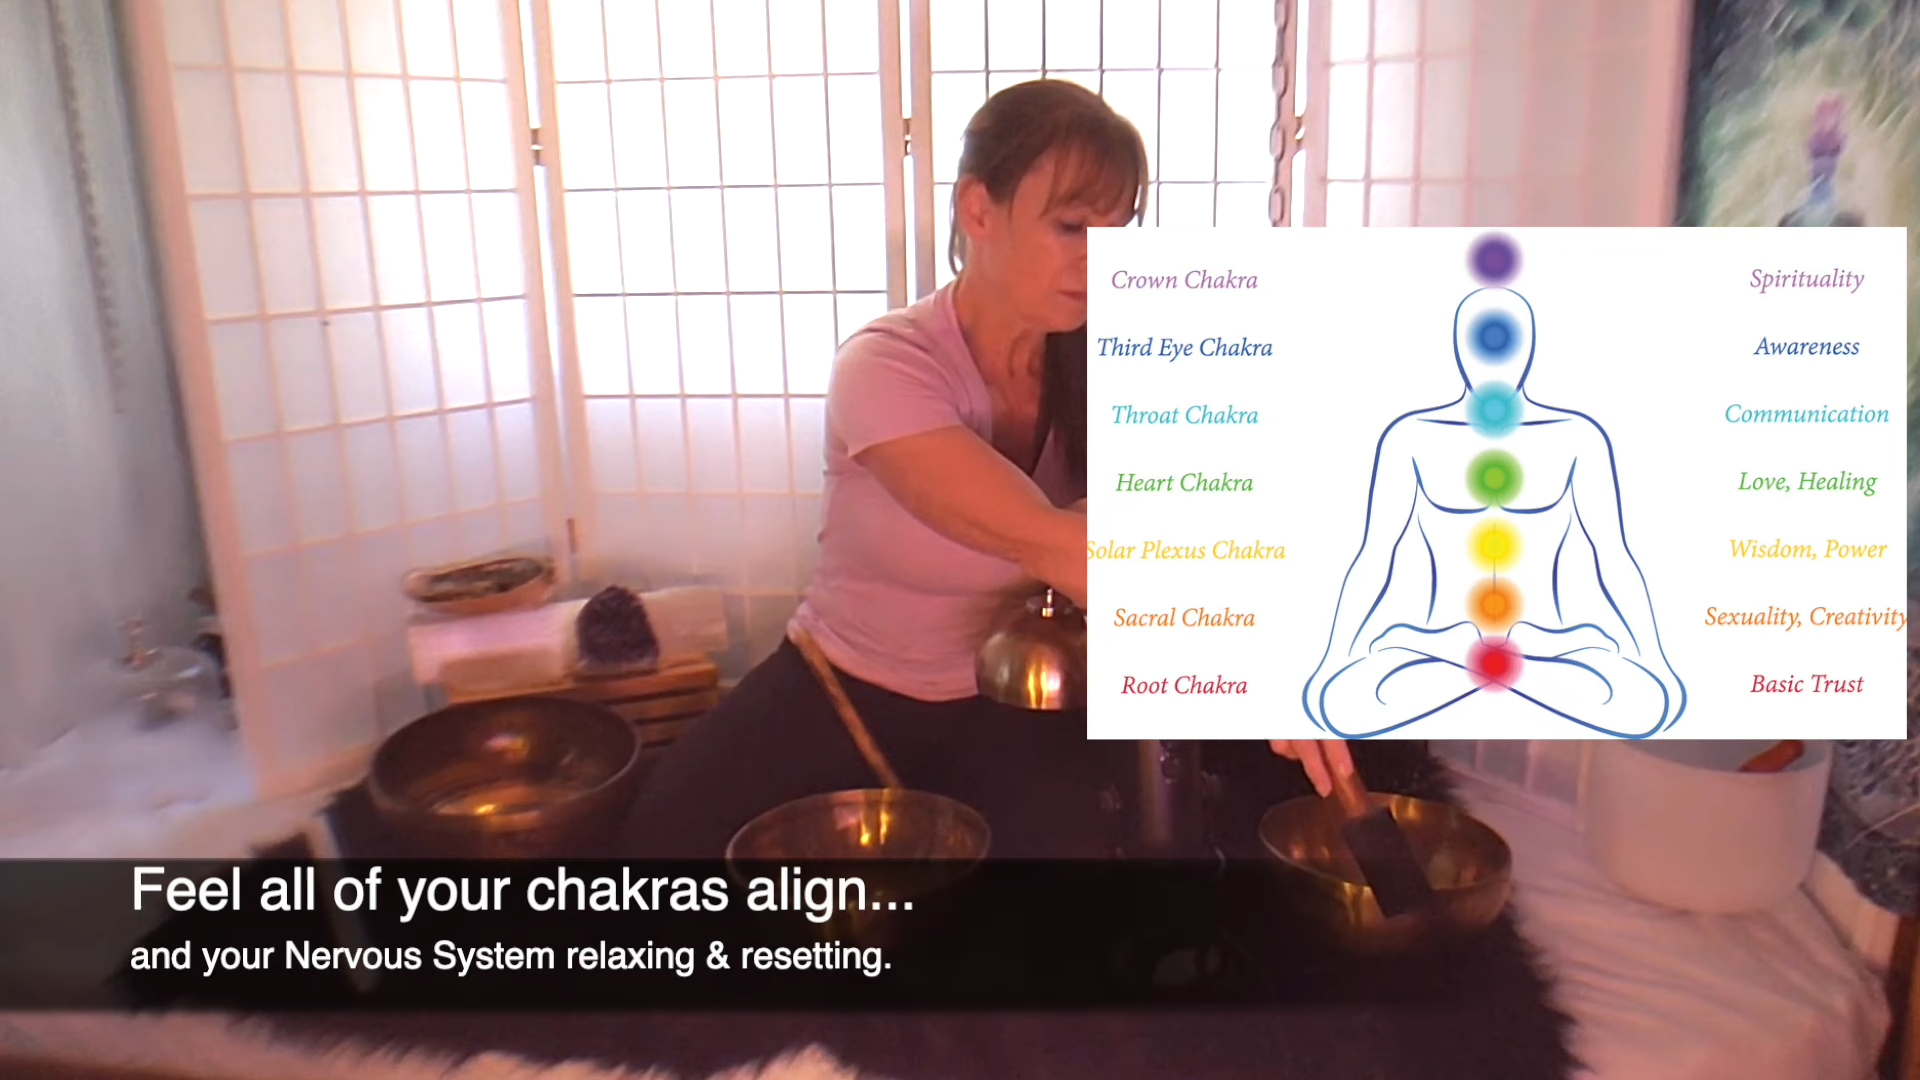 Crown Chakra
Spirituality
Third Eye Chakra
Awareness
Throat Chakra
Communication
Heart Chakra
Love, Healing
Solar Plexus Chakra
Wisdom, Power
Sacral Chakra
Sexuality, Creativity
Root Chakra
Basic Trust
Feel all of your chakras align...
and your Nervous System relaxing & resetting.